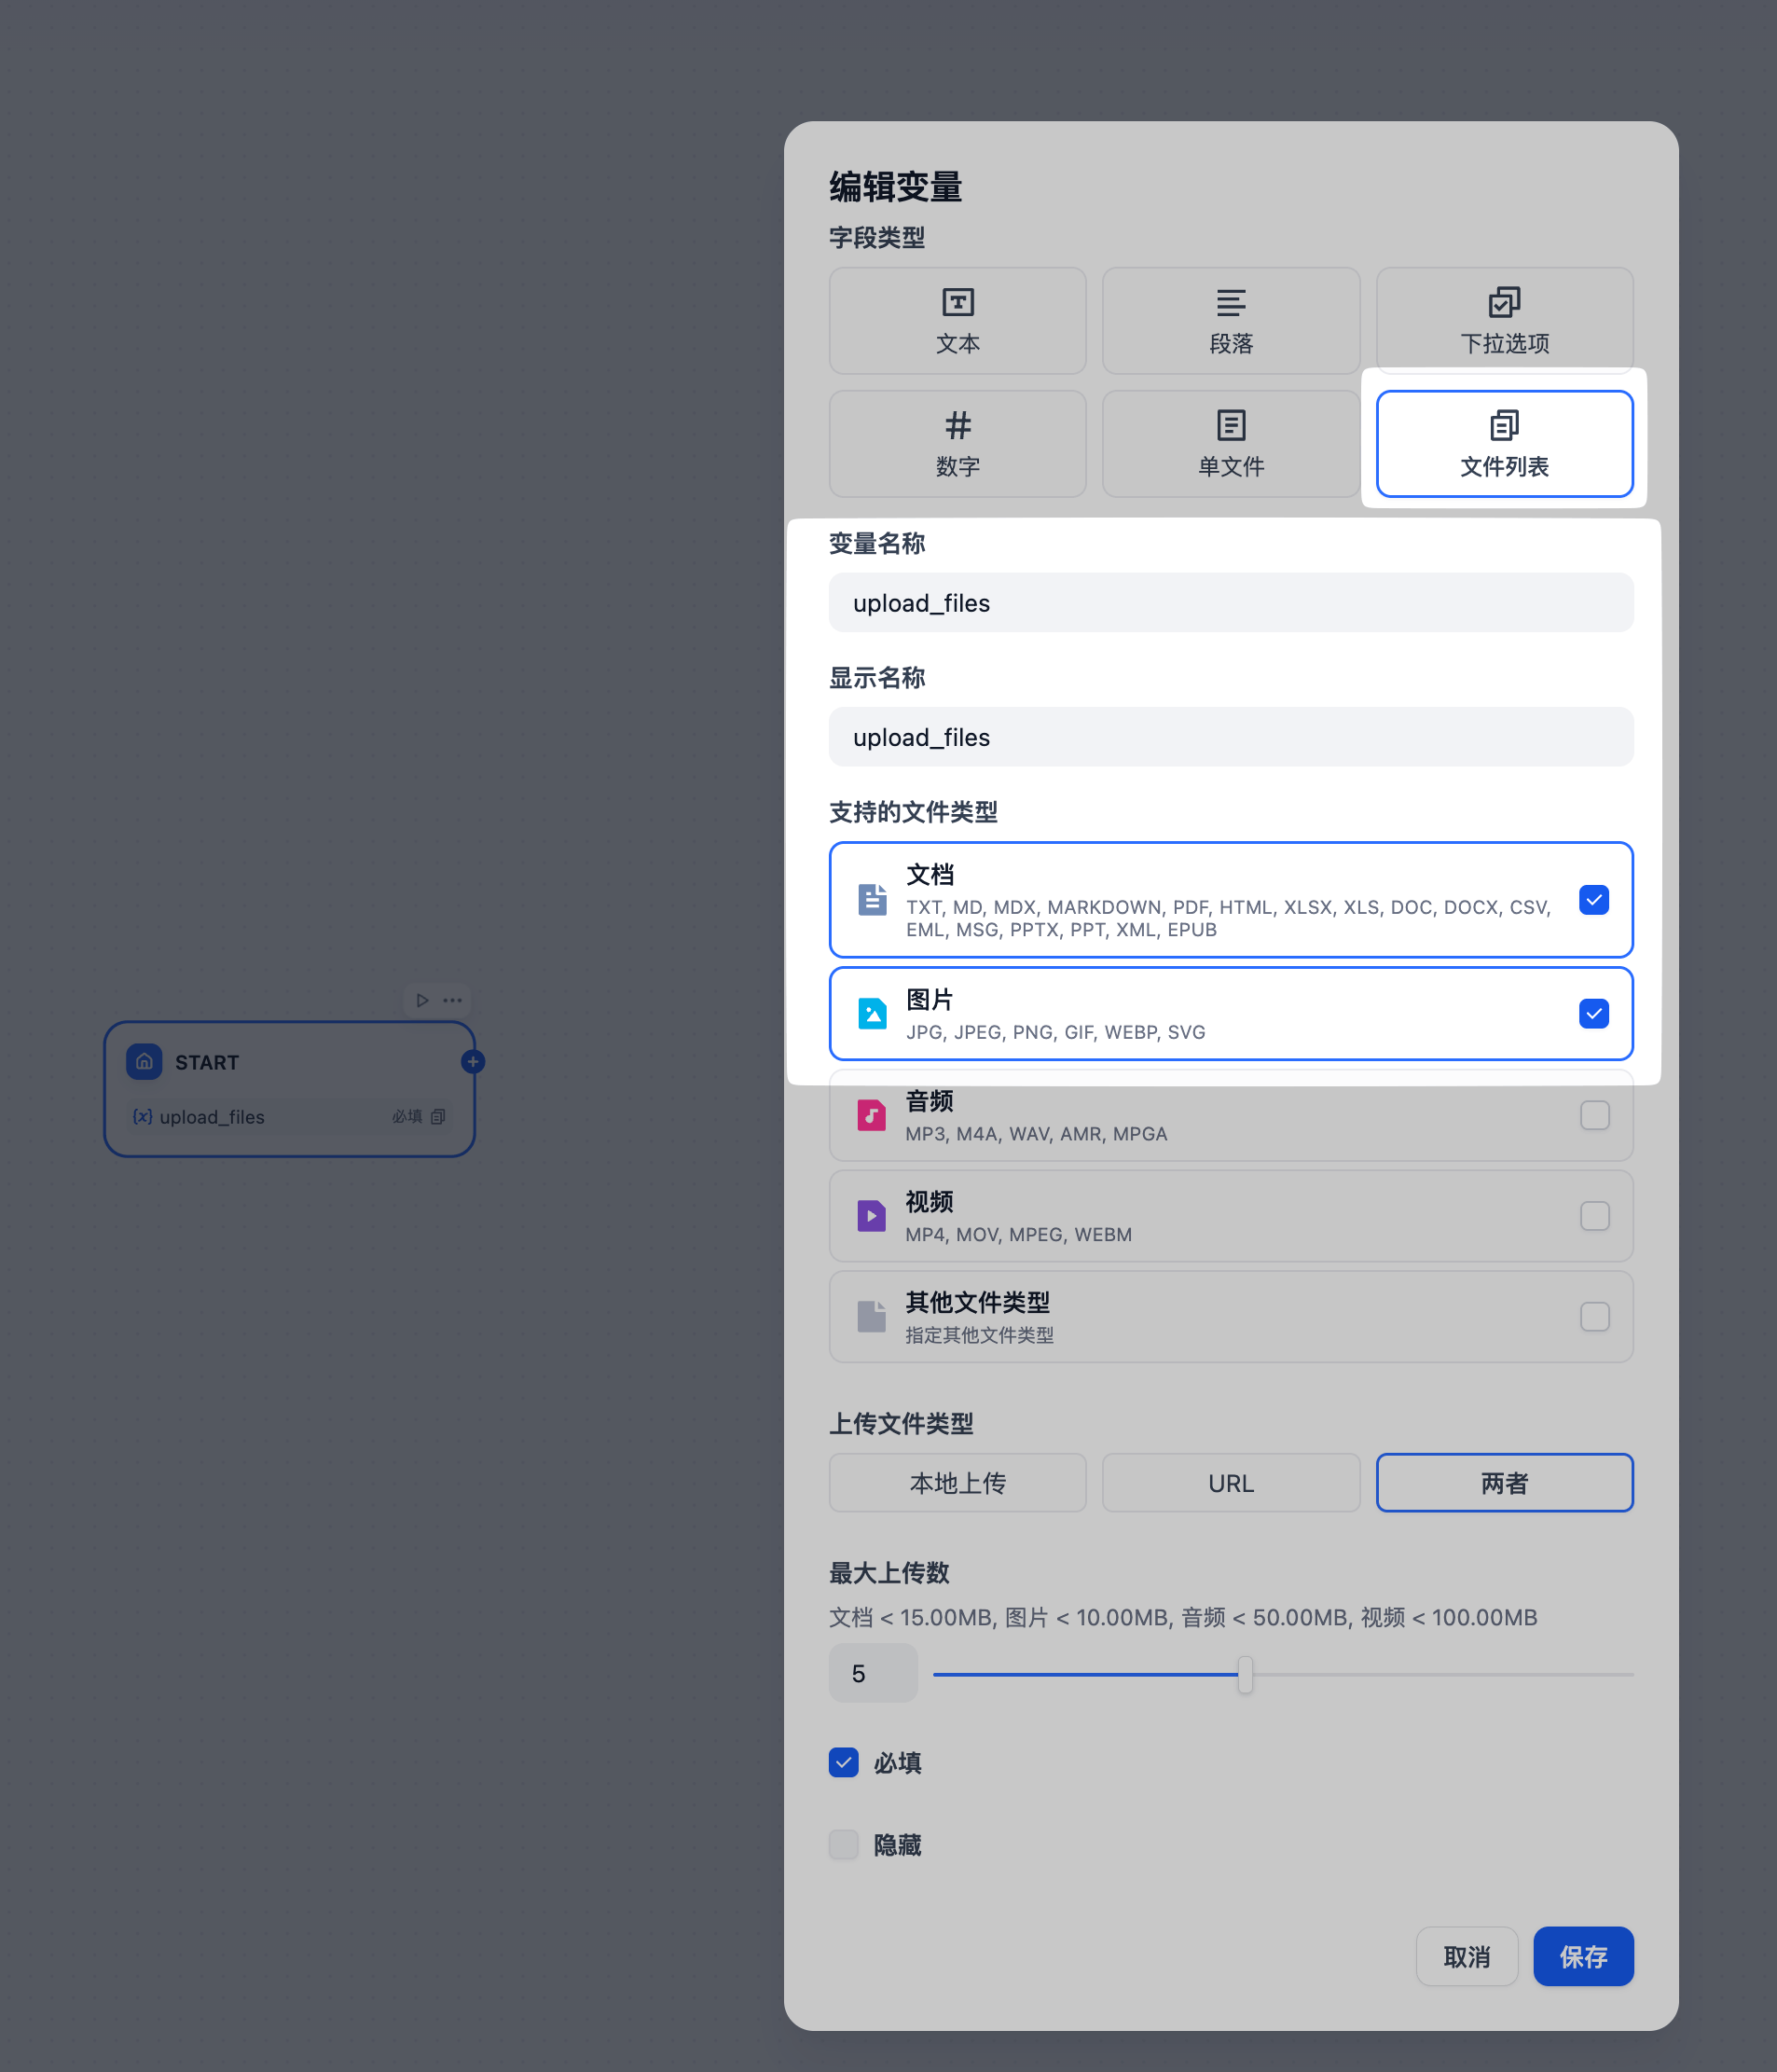 编辑变量
字段类型
文本
段落
下拉选项
数字
单文件
文件列表
变量名称
upload_files
显示名称
upload_files
支持的文件类型
文档
TXT, MD, MDX, MARKDOWN, PDF, HTML, XLSX, XLS, DOC, DOCX, CSV,
EML, MSG, PPTX, PPT, XML, EPUB
图片
JPG, JPEG, PNG, GIF, WEBP, SVG
音频
MP3, M4A, WAV, AMR, MPGA
视频
MP4, MOV, MPEG, WEBM
其他文件类型
指定其他文件类型
上传文件类型
本地上传
URL
两者
最大上传数
文档 < 15.00MB, 图片 < 10.00MB, 音频 < 50.00MB, 视频 < 100.00MB
5
必填
隐藏
取消
保存
START
{x} upload_files
必填